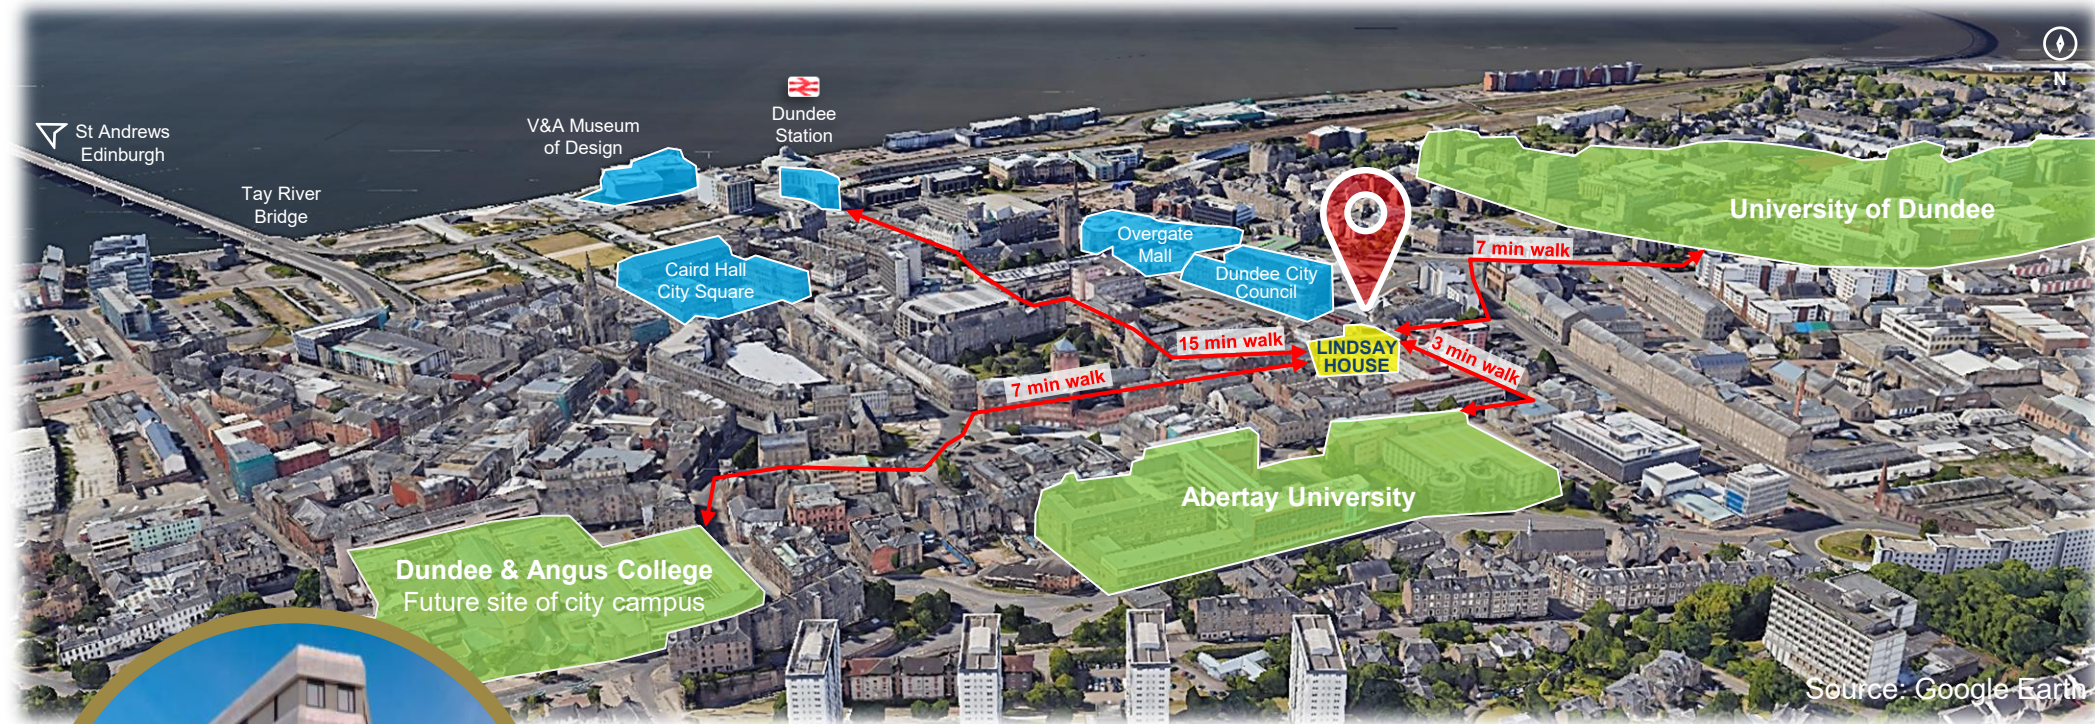 N
St Andrews
Edinburgh
Tay River
Bridge
V&A Museum
of Design
Dundee
Station
Caird Hall
City Square
Overgate
Mall
Dundee City
Council
University of Dundee
7 min walk
15 min walk
LINDSAY
HOUSE
3 min walk
7 min walk
Abertay University
Dundee & Angus College
Future site of city campus
Source: Google Earth